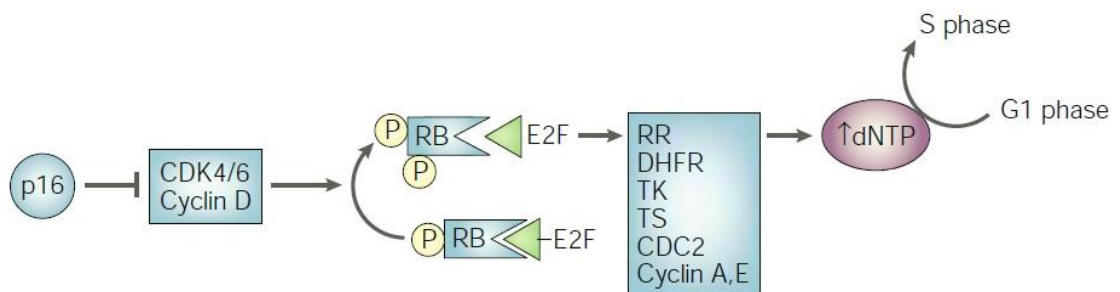 p16
CDK4/6
Cyclin D
P
RB
E2F
P
P
RB
E2F
RR
DHFR
TK
TS
CDC2
Cyclin A,E
↑dNTP
S phase
G1 phase